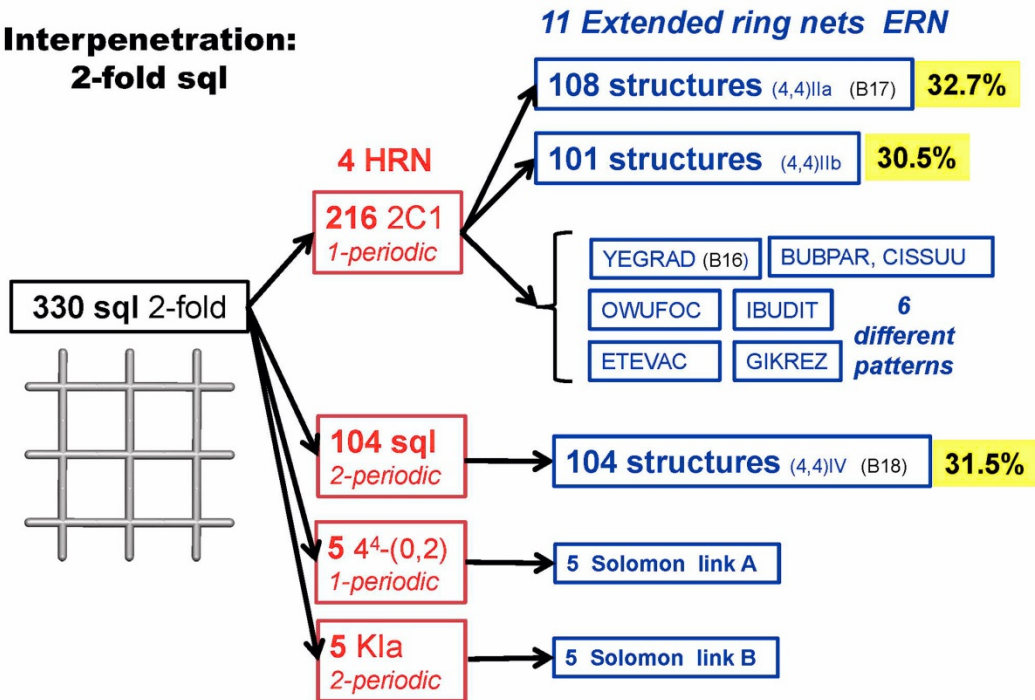 Interpenetration:
2-fold sql
11 Extended ring nets ERN
108 structures (4,4)IIa (B17)
32.7%
101 structures (4,4)IIb
30.5%
4 HRN
216 2C1
1-periodic
YEGRAD (B16)
BUBPAR, CISSUU
OWUFOC
IBUDIT
ETEVAC
GIKREZ
6
different
patterns
330 sql 2-fold
104 sql
2-periodic
104 structures (4,4)IV (B18)
31.5%
5 4⁴-(0,2)
1-periodic
5 Solomon link A
5 KIa
2-periodic
5 Solomon link B